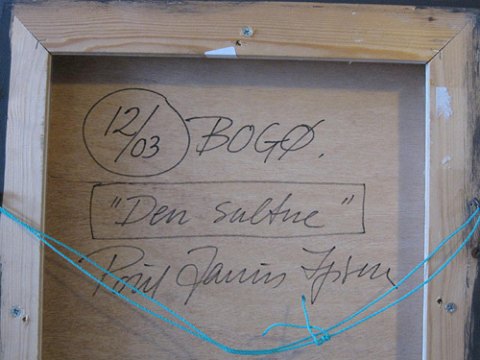 12/03 BOGØ.
"Den sultne"
Poul Janus Ipsen